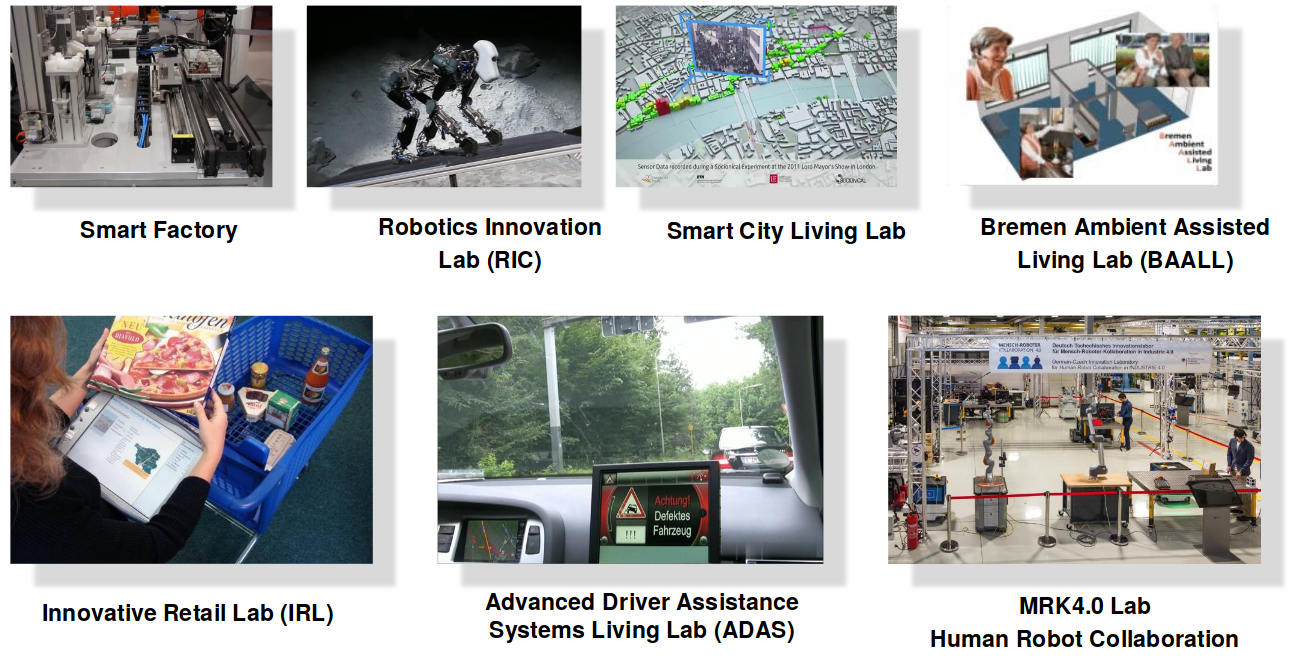 Sensor Data recorded during a Socionical Experiment at the 2011 Lord Mayor's Show in London.
SOCIONICAL
Bremen
Ambient
Assisted
Living
Lab
Smart Factory
Robotics Innovation
Lab (RIC)
Smart City Living Lab
Bremen Ambient Assisted
Living Lab (BAALL)
NEU
Achtung!
Defektes
Fahrzeug
!!!
MENSCH-ROBOTER
KOLLABORATION 4.0
Deutsch-Tschechisches Innovationslabor
für Mensch-Roboter-Kollaboration in Industrie 4.0
German-Czech Innovation Laboratory
for Human Robot Collaboration in INDUSTRIE 4.0
Innovative Retail Lab (IRL)
Advanced Driver Assistance
Systems Living Lab (ADAS)
MRK4.0 Lab
Human Robot Collaboration